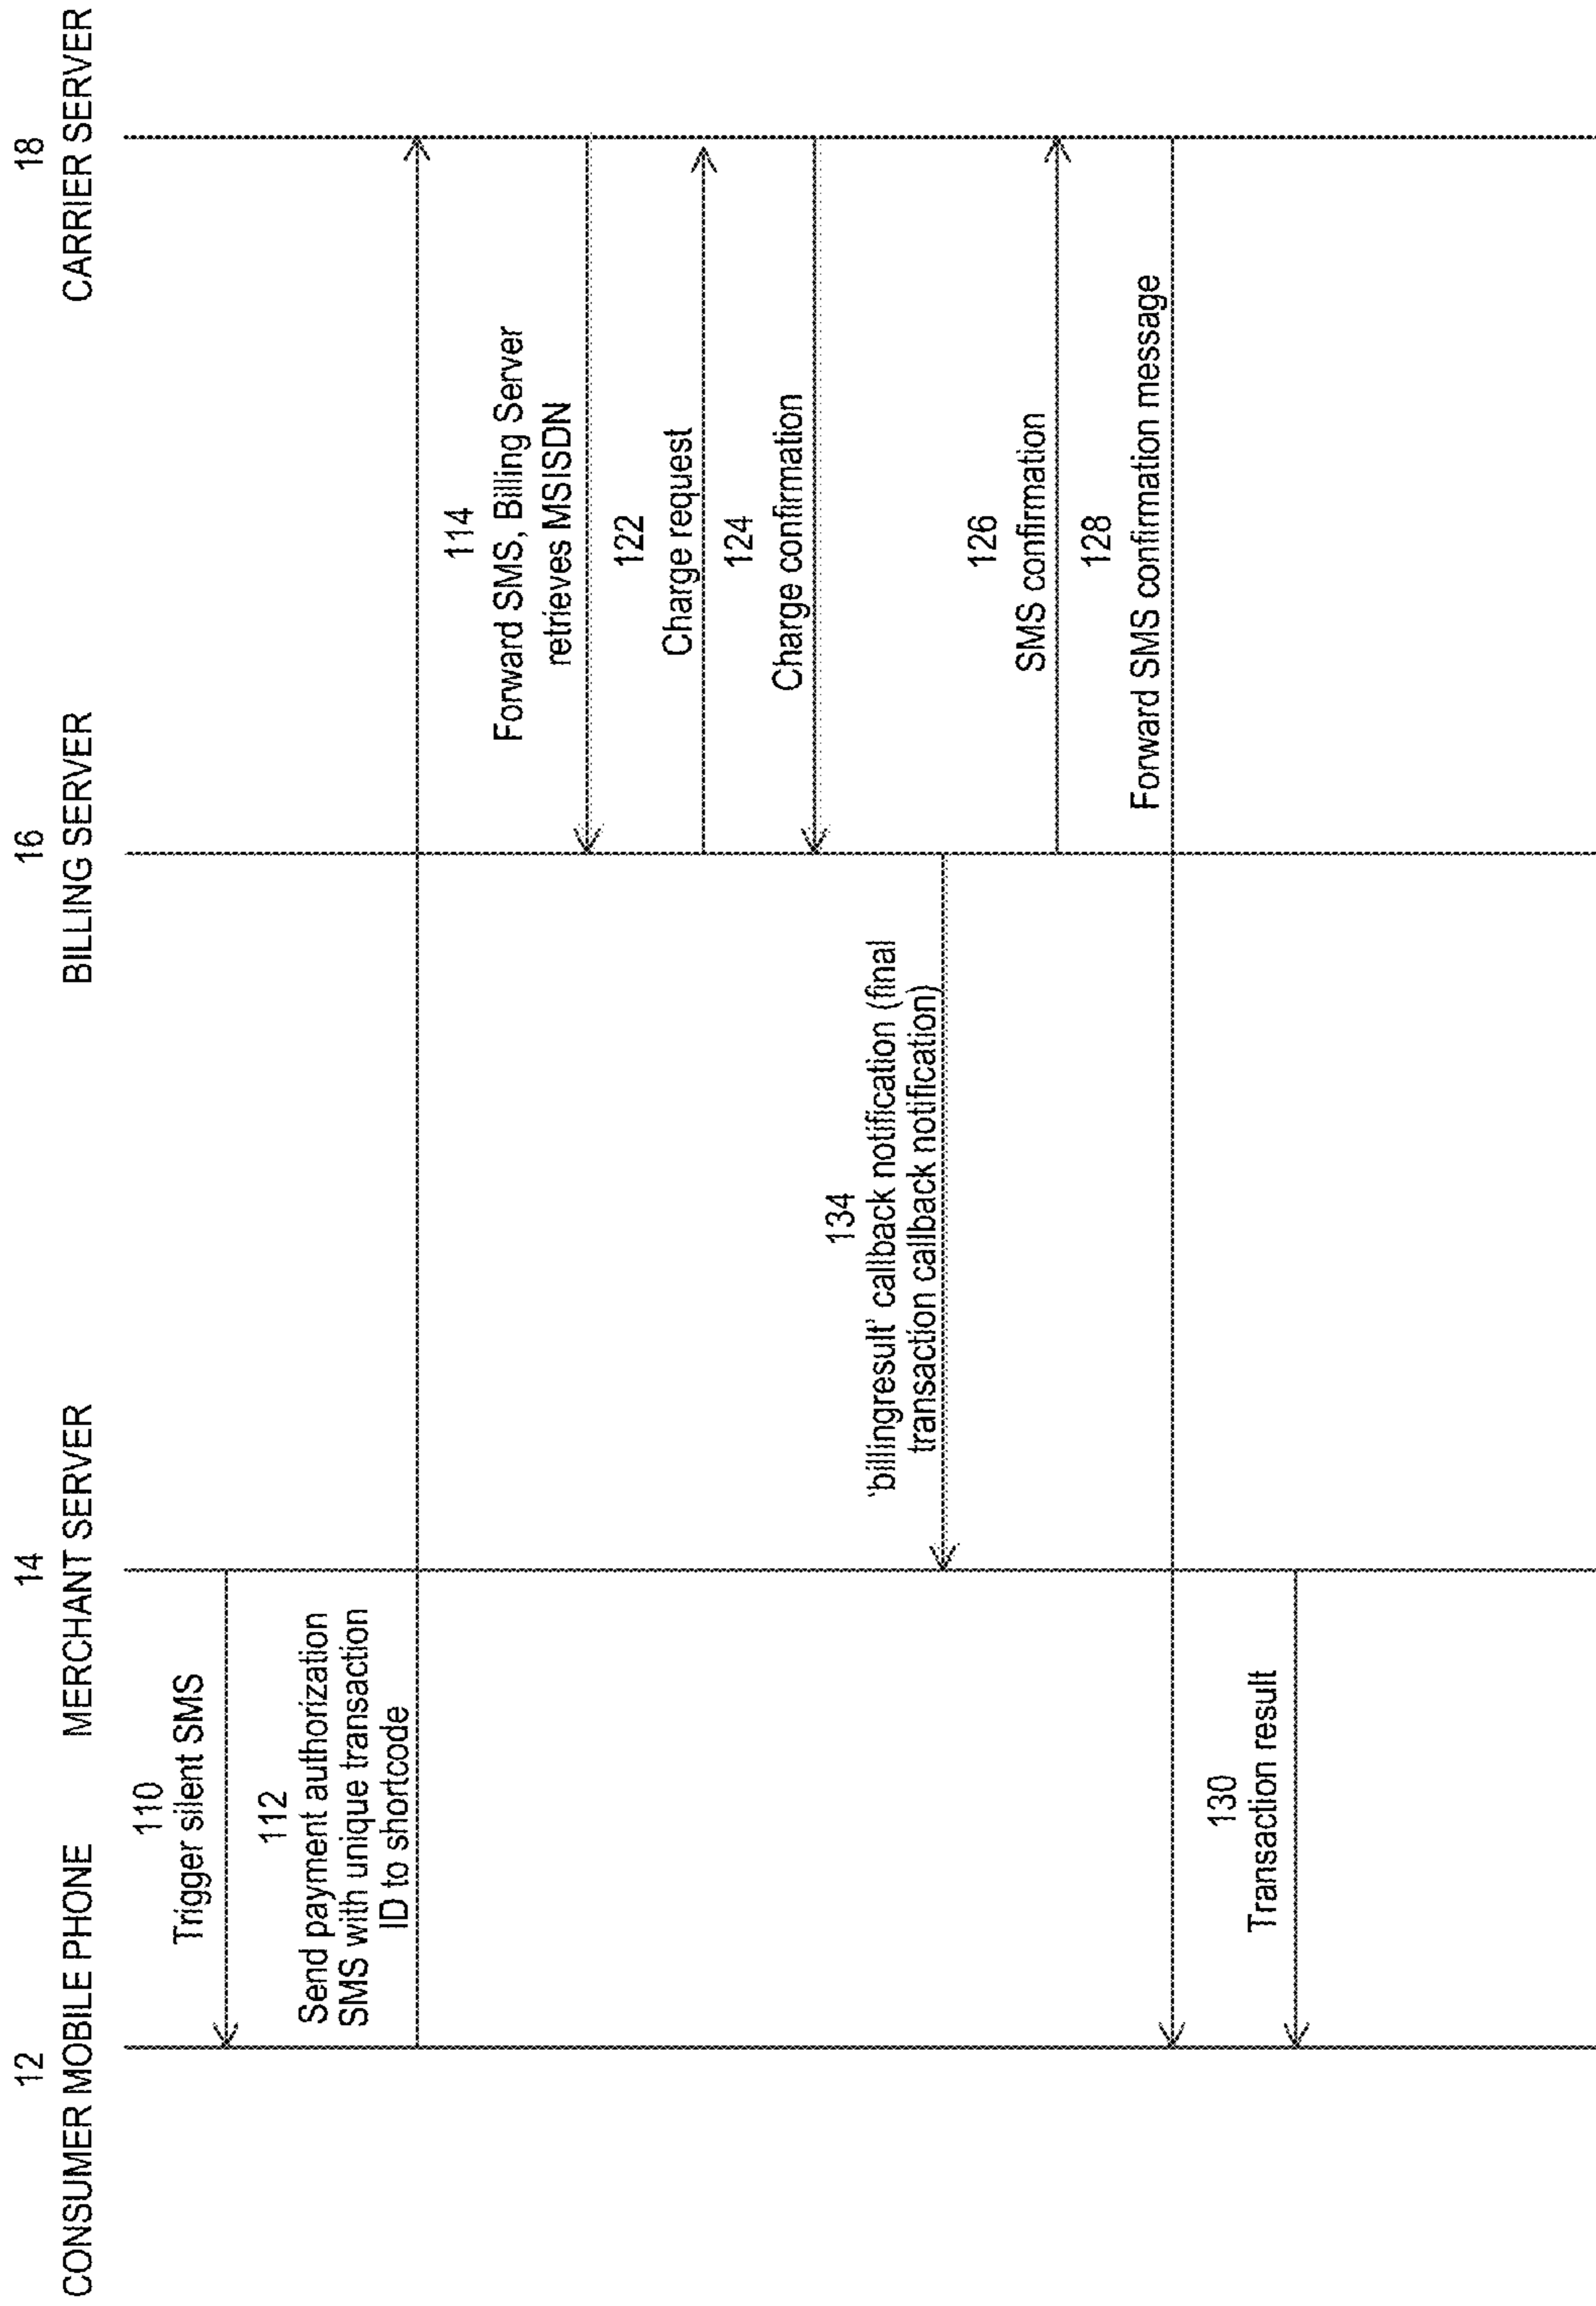 12
CONSUMER MOBILE PHONE
14
MERCHANT SERVER
16
BILLING SERVER
18
CARRIER SERVER
110
Trigger silent SMS
112
Send payment authorization
SMS with unique transaction
ID to shortcode
114
Forward SMS, Billing Server
retrieves MSISDN
122
Charge request
124
Charge confirmation
134
'billingresult' callback notification (final
transaction callback notification)
126
SMS confirmation
128
Forward SMS confirmation message
130
Transaction result